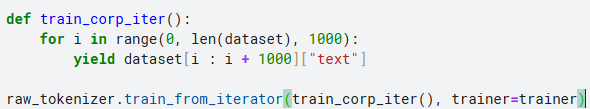 def train_corp_iter():
    for i in range(0, len(dataset), 1000):
        yield dataset[i : i + 1000]["text"]

raw_tokenizer.train_from_iterator(train_corp_iter(), trainer=trainer)